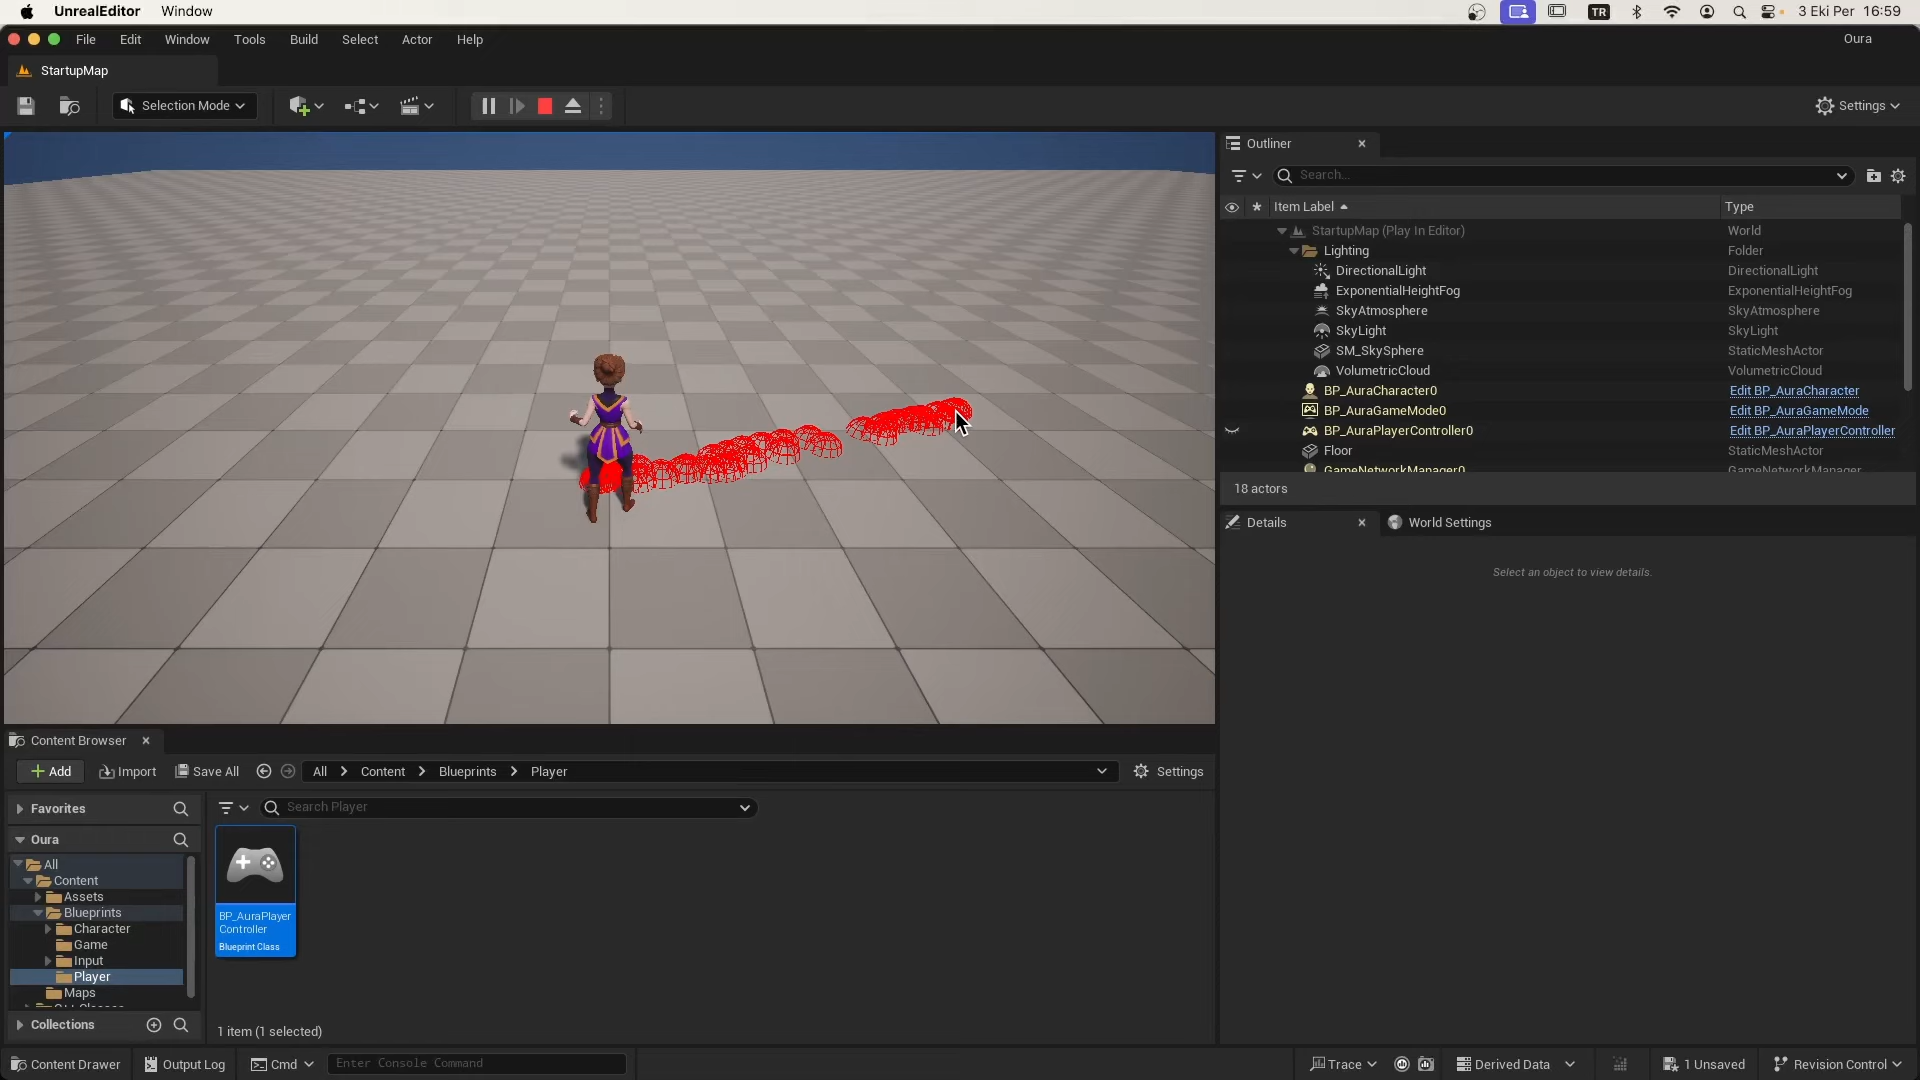 UnrealEditor Window
TR 3 Eki Per 16:59
File Edit Window Tools Build Select Actor Help Oura
StartupMap
Selection Mode Settings
Outliner
Search...
Item Label Type
StartupMap (Play In Editor) World
Lighting Folder
DirectionalLight DirectionalLight
ExponentialHeightFog ExponentialHeightFog
SkyAtmosphere SkyAtmosphere
SkyLight SkyLight
SM_SkySphere StaticMeshActor
VolumetricCloud VolumetricCloud
BP_AuraCharacter0 Edit BP_AuraCharacter
BP_AuraGameMode0 Edit BP_AuraGameMode
BP_AuraPlayerController0 Edit BP_AuraPlayerController
Floor StaticMeshActor
GameNetworkManager0 GameNetworkManager
18 actors
Details World Settings
Select an object to view details.
Content Browser
Add Import Save All All Content Blueprints Player Settings
Favorites
Search Player
Oura
All
Content
Assets
Blueprints
Character
Game
Input
Player
Maps
Collections
BP_AuraPlayer
Controller
Blueprint Class
1 item (1 selected)
Content Drawer Output Log Cmd Enter Console Command Trace Derived Data 1 Unsaved Revision Control